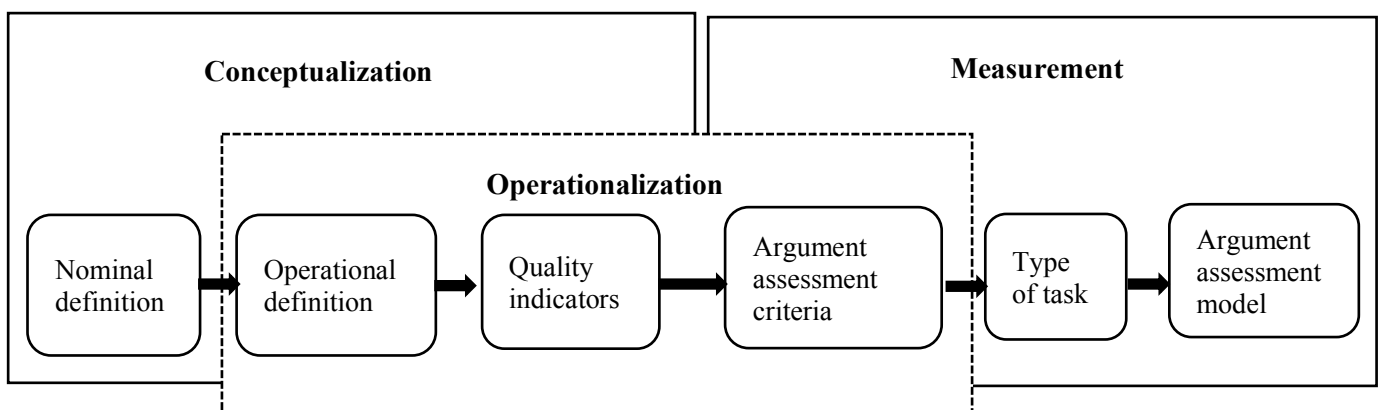 Conceptualization
Measurement
Operationalization
Nominal
definition
Operational
definition
Quality
indicators
Argument
assessment
criteria
Type
of task
Argument
assessment
model